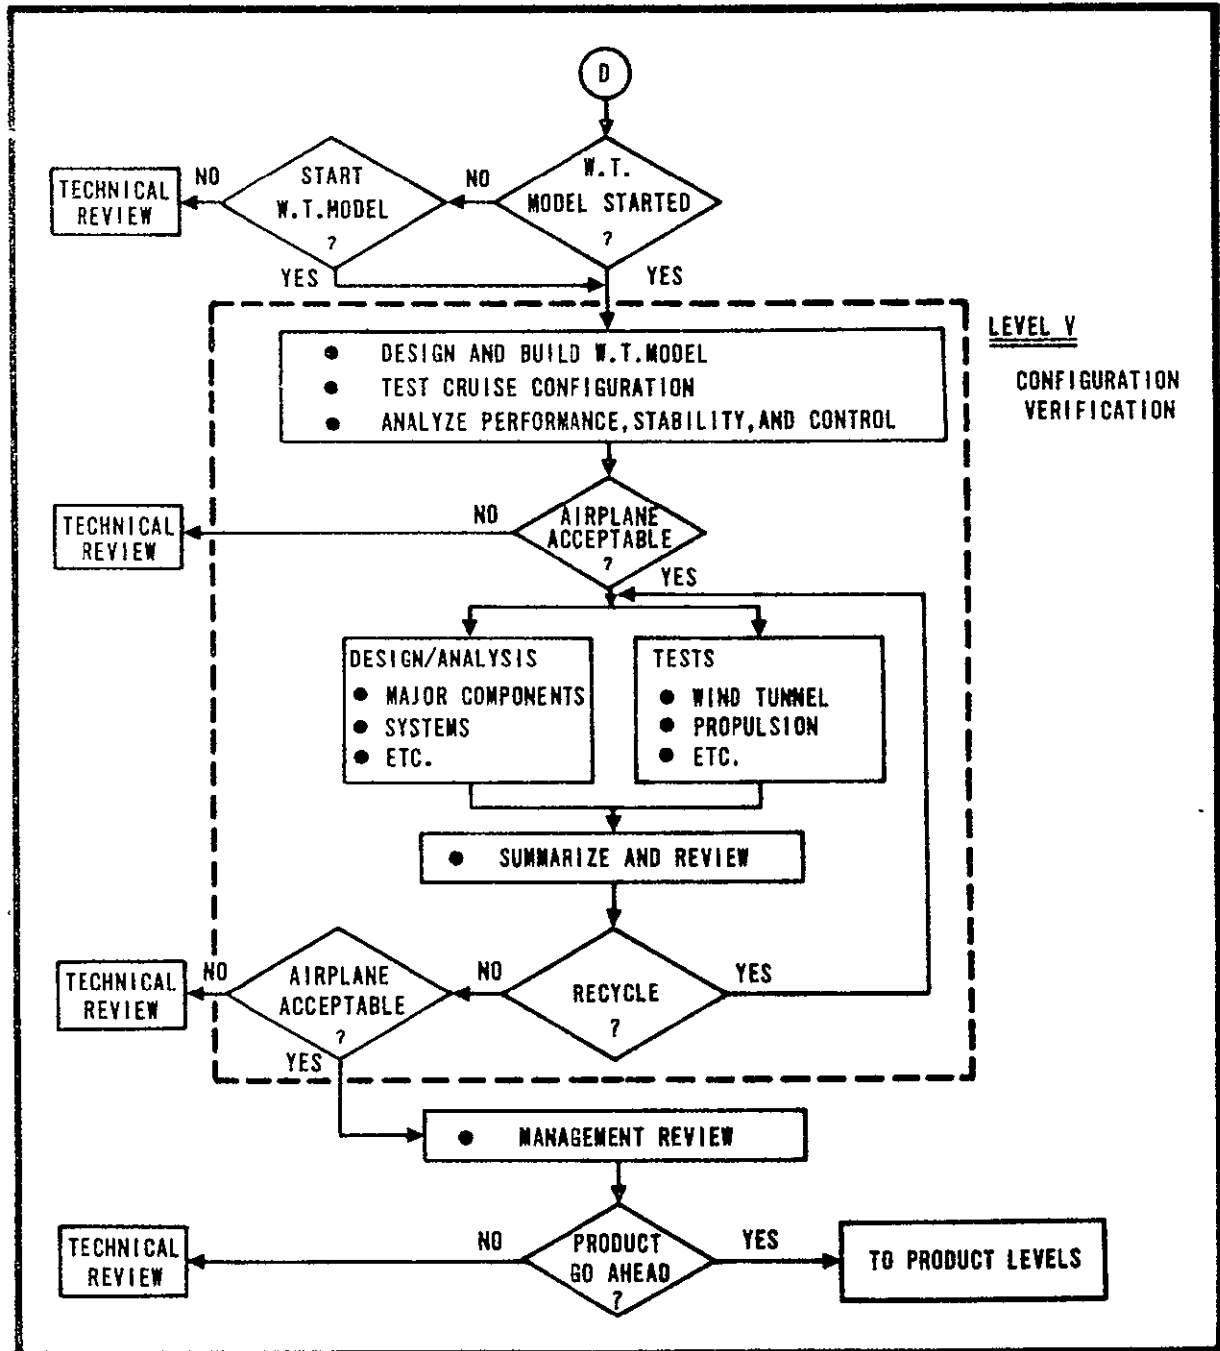 D
W.T.
MODEL STARTED
?
NO
START
W.T.MODEL
?
NO
TECHNICAL
REVIEW
YES
YES
LEVEL V
CONFIGURATION
VERIFICATION
● DESIGN AND BUILD W.T.MODEL
● TEST CRUISE CONFIGURATION
● ANALYZE PERFORMANCE,STABILITY,AND CONTROL
AIRPLANE
ACCEPTABLE
?
NO
TECHNICAL
REVIEW
YES
DESIGN/ANALYSIS
● MAJOR COMPONENTS
● SYSTEMS
● ETC.
TESTS
● WIND TUNNEL
● PROPULSION
● ETC.
● SUMMARIZE AND REVIEW
RECYCLE
?
YES
NO
AIRPLANE
ACCEPTABLE
?
NO
TECHNICAL
REVIEW
YES
● MANAGEMENT REVIEW
PRODUCT
GO AHEAD
?
NO
TECHNICAL
REVIEW
YES
TO PRODUCT LEVELS